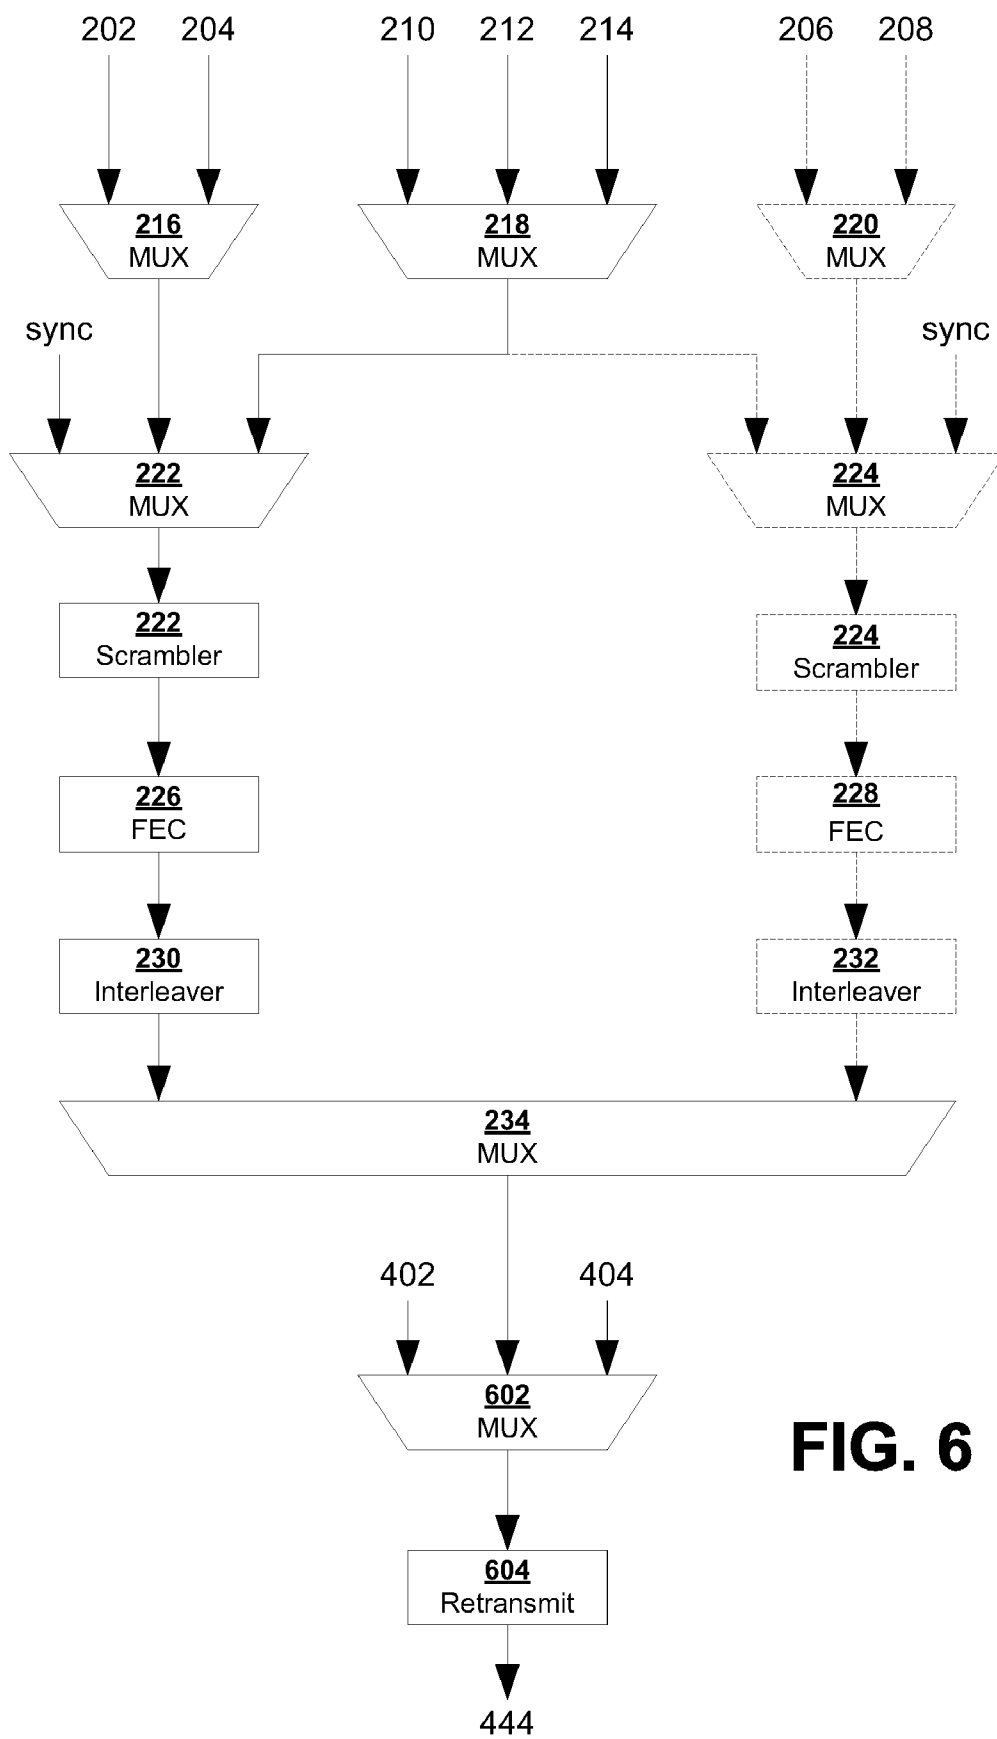 202 204 210 212 214 206 208
216
MUX
218
MUX
220
MUX
sync
sync
222
MUX
224
MUX
222
Scrambler
224
Scrambler
226
FEC
228
FEC
230
Interleaver
232
Interleaver
234
MUX
402 404
602
MUX
FIG. 6
604
Retransmit
444